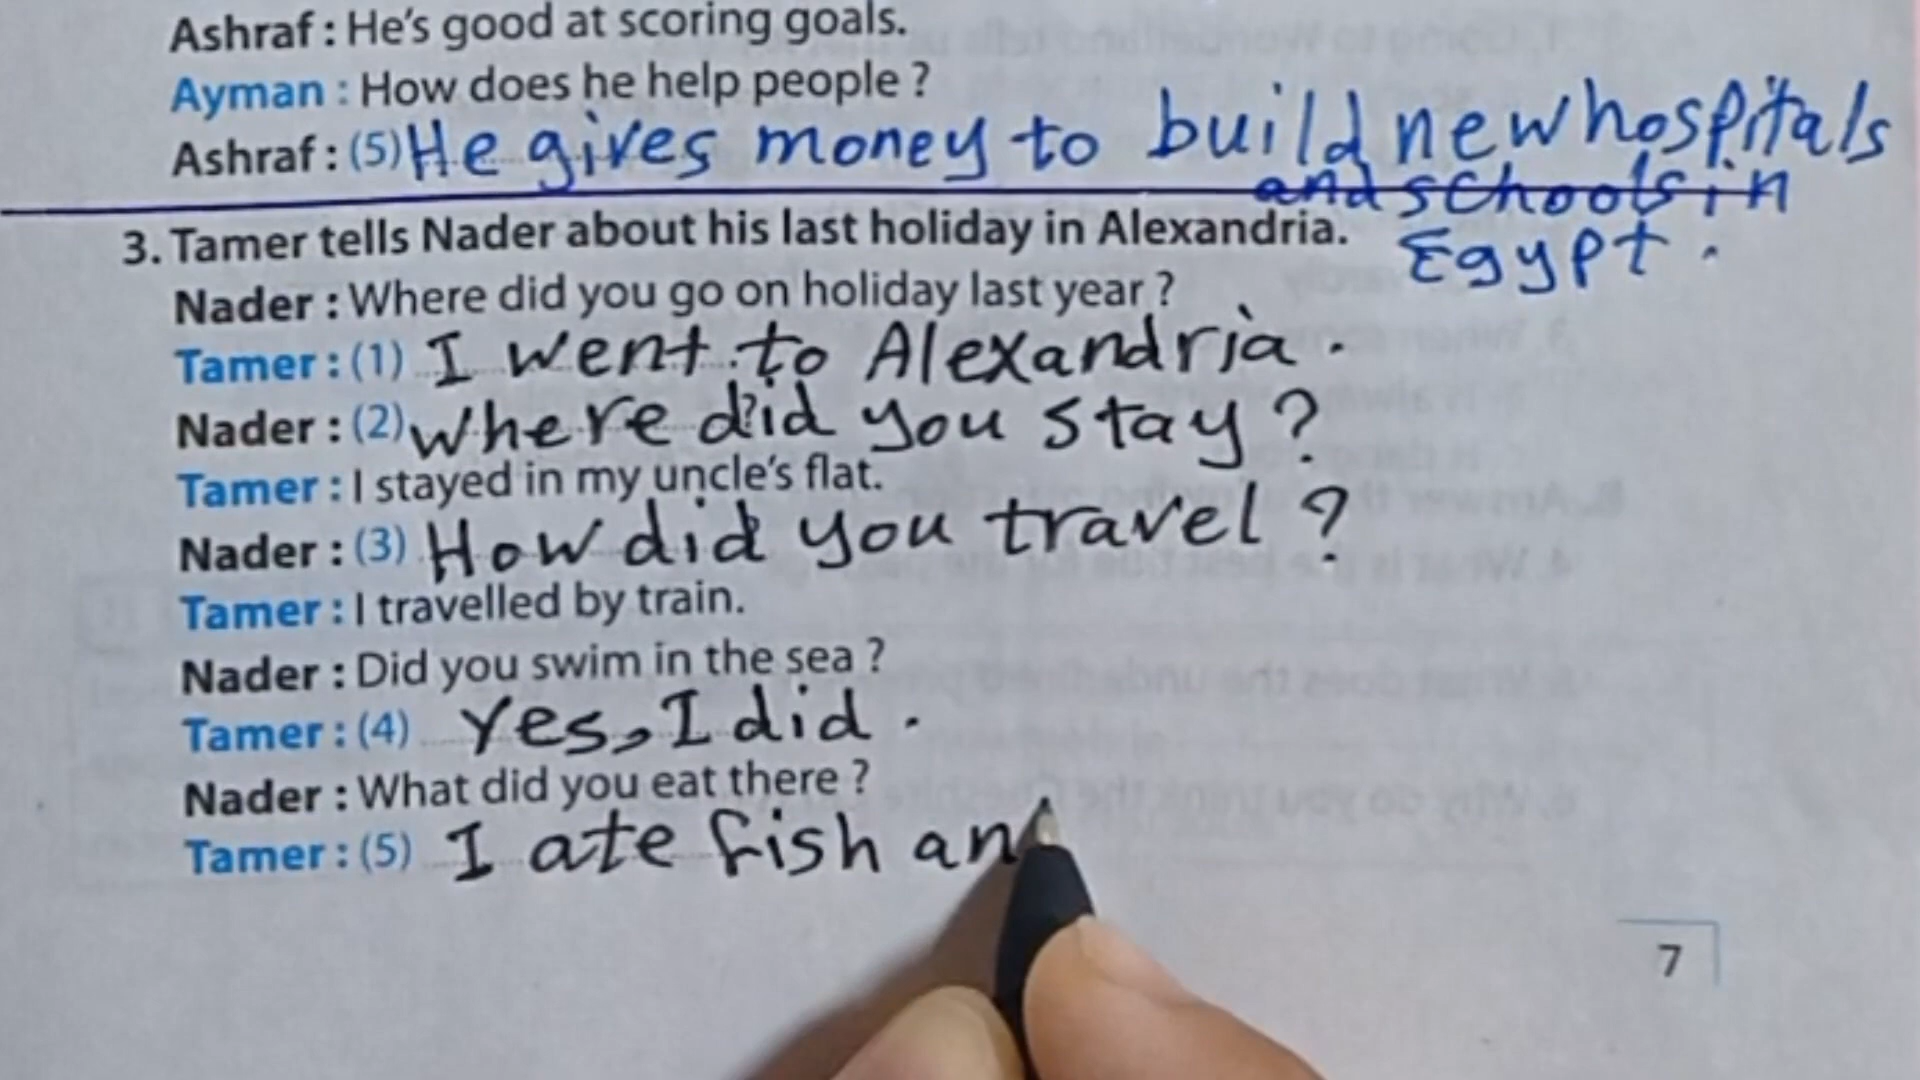 Ashraf : He's good at scoring goals.
Ayman : How does he help people ?
Ashraf : (5) He gives money to build new hospitals
and schools in
Egypt.
3. Tamer tells Nader about his last holiday in Alexandria.
Nader : Where did you go on holiday last year ?
Tamer : (1) I went to Alexandria.
Nader : (2) Where did you stay ?
Tamer : I stayed in my uncle's flat.
Nader : (3) How did you travel ?
Tamer : I travelled by train.
Nader : Did you swim in the sea ?
Tamer : (4) Yes, I did.
Nader : What did you eat there ?
Tamer : (5) I ate fish an
7